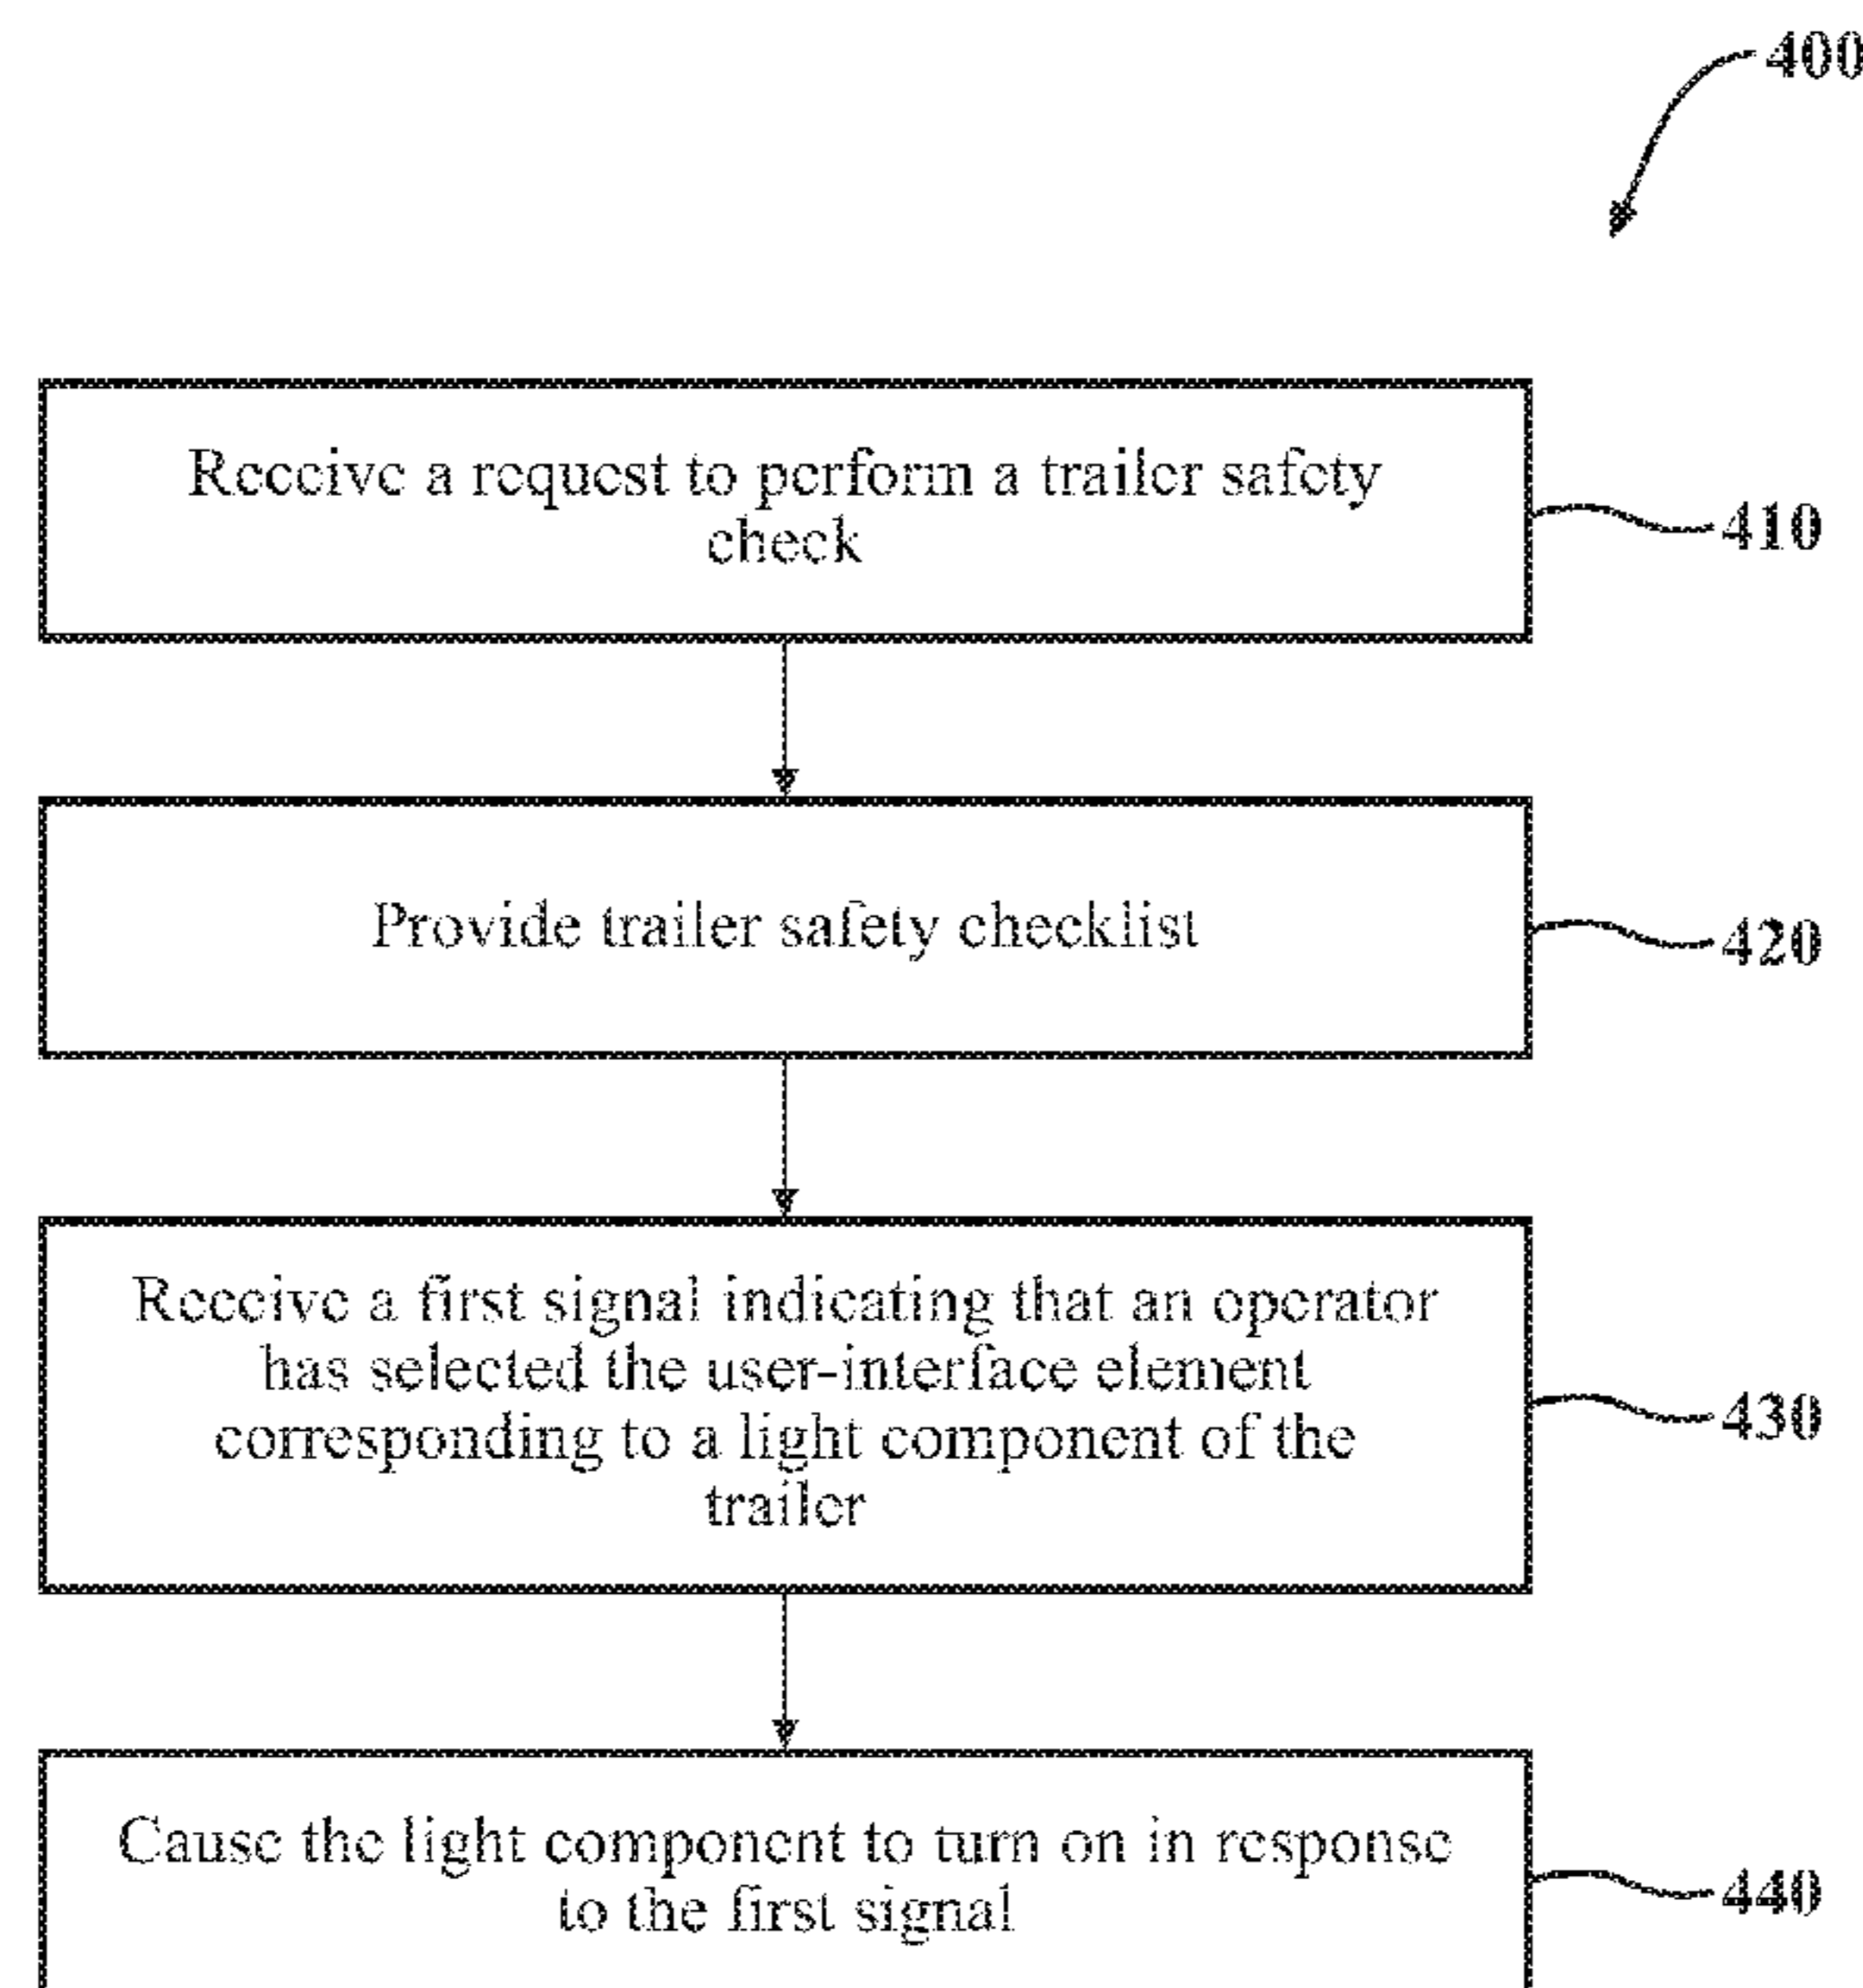 400
Receive a request to perform a trailer safety
check
410
Provide trailer safety checklist
420
Receive a first signal indicating that an operator
has selected the user-interface element
corresponding to a light component of the
trailer
430
Cause the light component to turn on in response
to the first signal
440